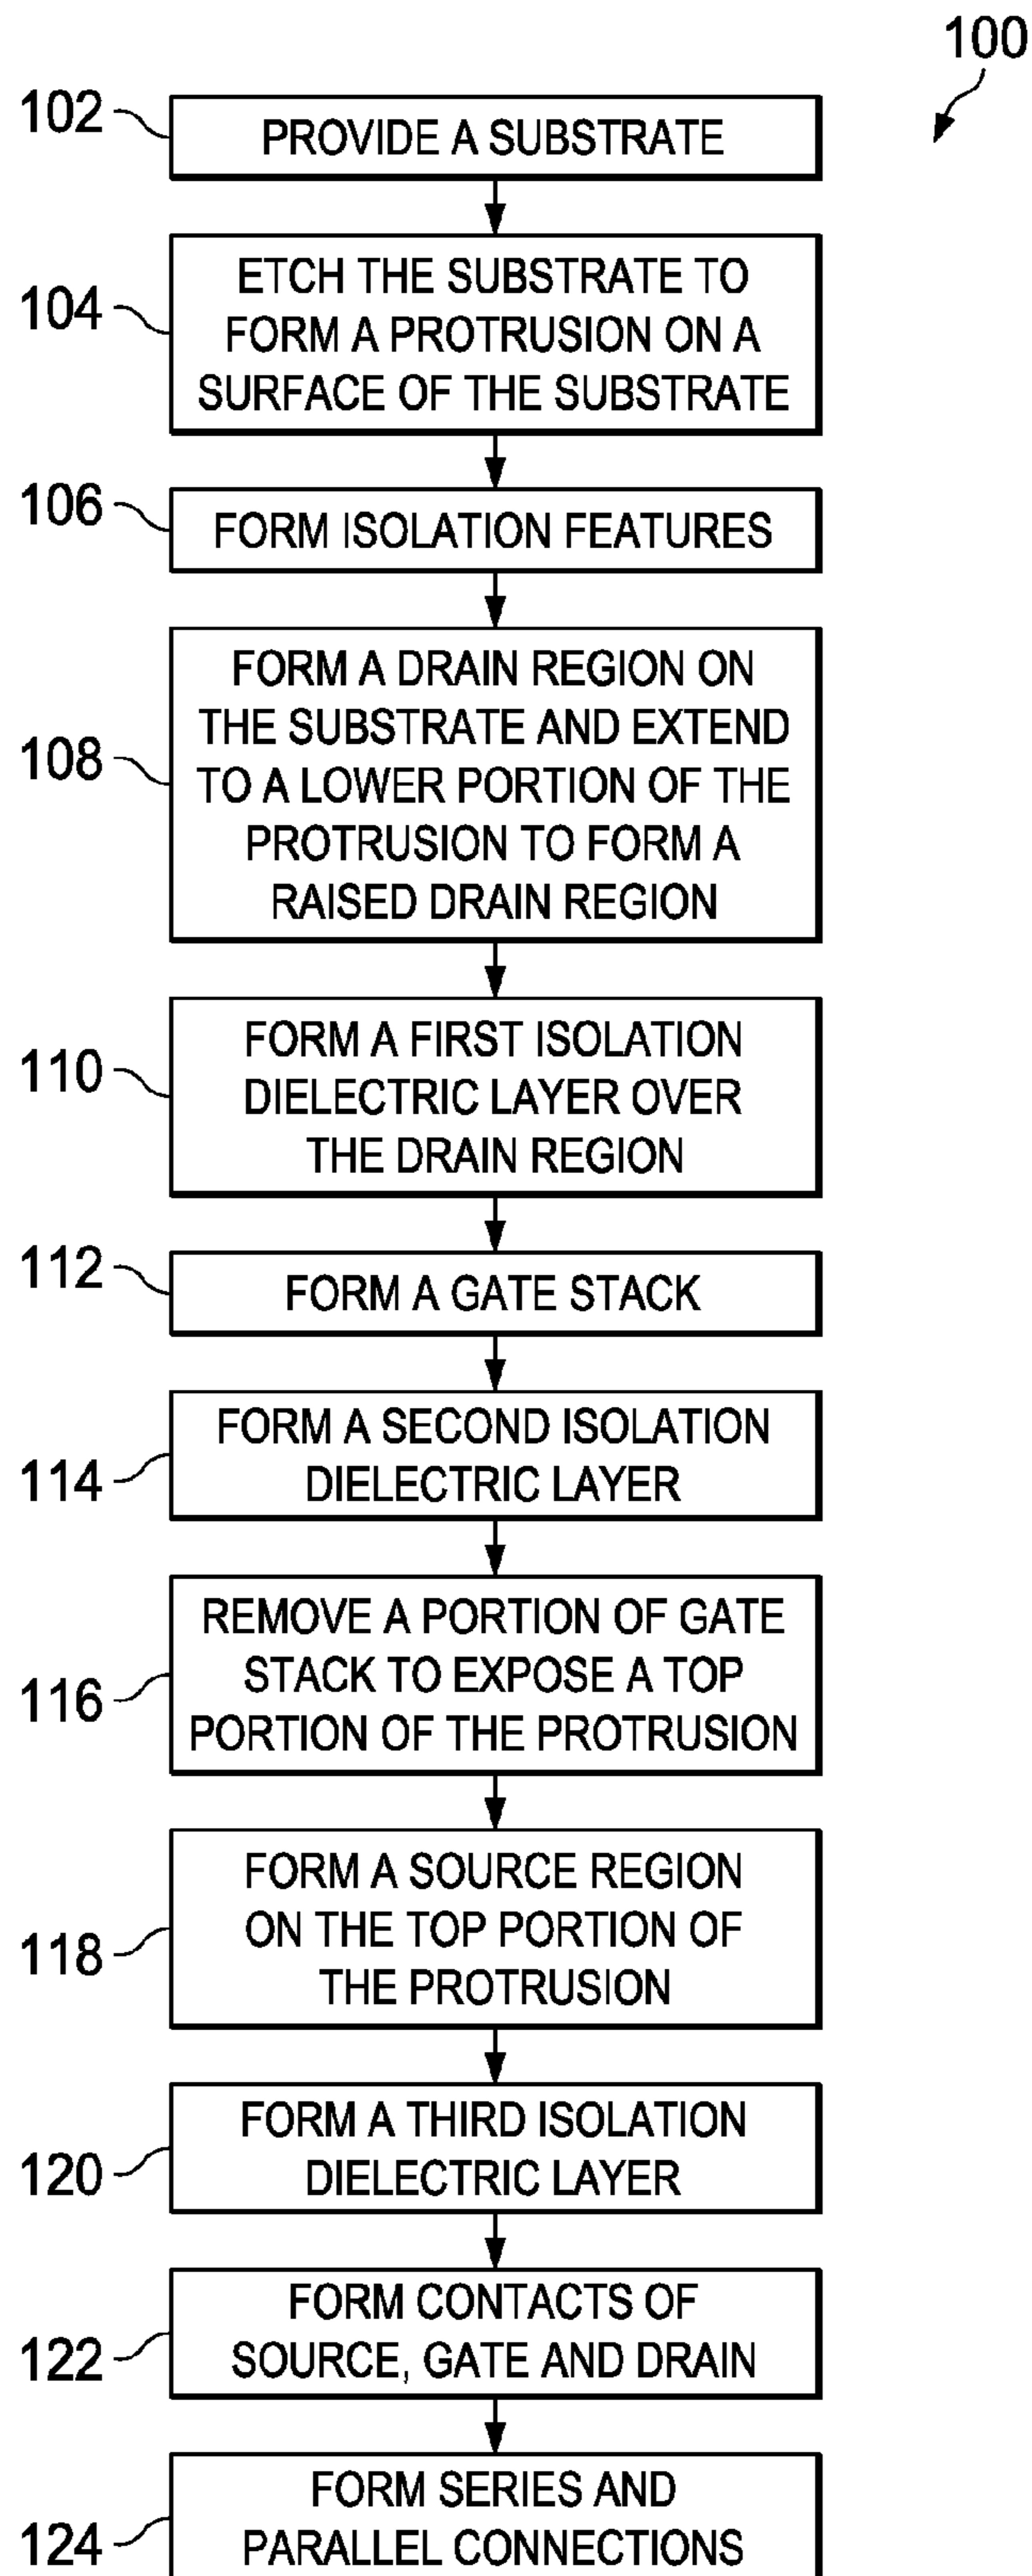 100
102
PROVIDE A SUBSTRATE
104
ETCH THE SUBSTRATE TO
FORM A PROTRUSION ON A
SURFACE OF THE SUBSTRATE
106
FORM ISOLATION FEATURES
108
FORM A DRAIN REGION ON
THE SUBSTRATE AND EXTEND
TO A LOWER PORTION OF THE
PROTRUSION TO FORM A
RAISED DRAIN REGION
110
FORM A FIRST ISOLATION
DIELECTRIC LAYER OVER
THE DRAIN REGION
112
FORM A GATE STACK
114
FORM A SECOND ISOLATION
DIELECTRIC LAYER
116
REMOVE A PORTION OF GATE
STACK TO EXPOSE A TOP
PORTION OF THE PROTRUSION
118
FORM A SOURCE REGION
ON THE TOP PORTION OF
THE PROTRUSION
120
FORM A THIRD ISOLATION
DIELECTRIC LAYER
122
FORM CONTACTS OF
SOURCE, GATE AND DRAIN
124
FORM SERIES AND
PARALLEL CONNECTIONS